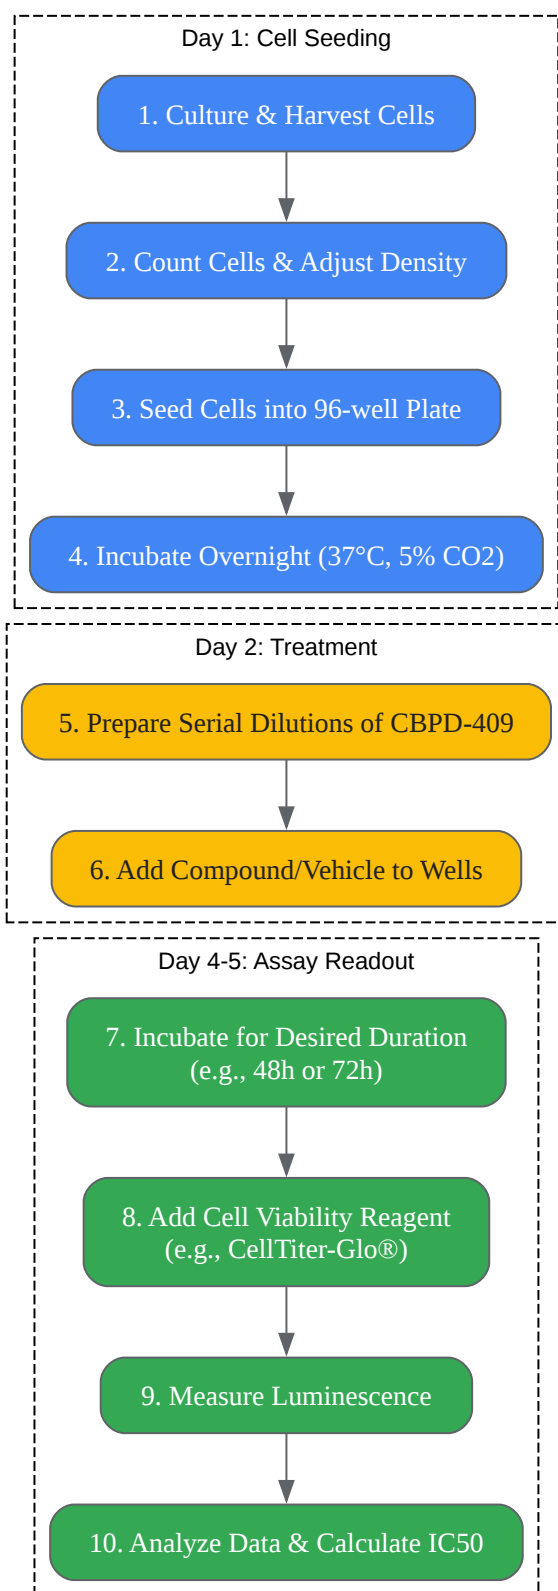 Day 1: Cell Seeding
1. Culture & Harvest Cells
2. Count Cells & Adjust Density
3. Seed Cells into 96-well Plate
4. Incubate Overnight (37°C, 5% CO2)
Day 2: Treatment
5. Prepare Serial Dilutions of CBPD-409
6. Add Compound/Vehicle to Wells
Day 4-5: Assay Readout
7. Incubate for Desired Duration
(e.g., 48h or 72h)
8. Add Cell Viability Reagent
(e.g., CellTiter-Glo®)
9. Measure Luminescence
10. Analyze Data & Calculate IC50